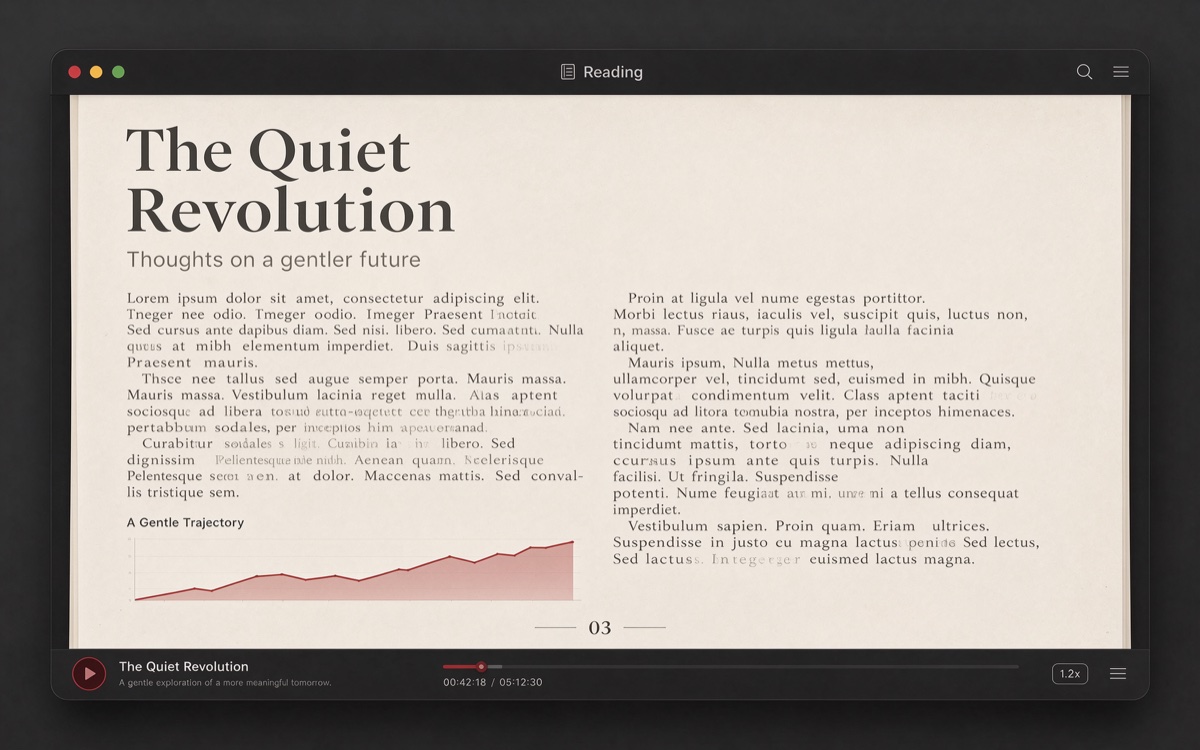 Reading
The Quiet
Revolution
Thoughts on a gentler future
Lorem ipsum dolor sit amet, consectetur adipiscing elit.
Tneger nee odio. Tmeger oodio. Imeger Praesent
Sed cursus ante dapibus diam. Sed nisi. libero. Sed Nulla
at mibh elementum imperdiet. Duis sagittis
Praesent mauris.
Thsce nee tallus sed augue semper porta. Mauris massa.
Mauris massa. Vestibulum lacinia reget mulla. aptent
sociosqu ad libera
pertabbum sodales, per him
Curabitur libero. Sed
dignissim Aenean
Pelentesque at dolor. Maccenas mattis. Sed conval-
lis tristique sem.
A Gentle Trajectory
Proin at ligula vel nume egestas portittor.
Morbi lectus riaus, iaculis vel, suscipit quis, luctus non,
n, massa. Fusce ae turpis quis ligula facinia
aliquet.
Mauris ipsum, Nulla metus mettus,
ullamcorper vel, tincidumt sed, euismed in mibh. Quisque
volurpat condimentum velit. Class aptent taciti
sociosqu ad litora nostra, per inceptos himenaces.
Nam nee ante. Sed lacinia, uma non
tincidumt mattis, torto neque adipiscing diam,
ipsum ante quis turpis. Nulla
facilisi. Ut fringila. Suspendisse
potenti. Nume mi. mi a tellus consequat
imperdiet.
Vestibulum sapien. Proin quam. Eriam ultrices.
Suspendisse in justo cu magna lactus Sed lectus,
Sed euismed lactus magna.
03
The Quiet Revolution
A gentle exploration of a more meaningful tomorrow.
00:42:18 / 05:12:30
1.2x